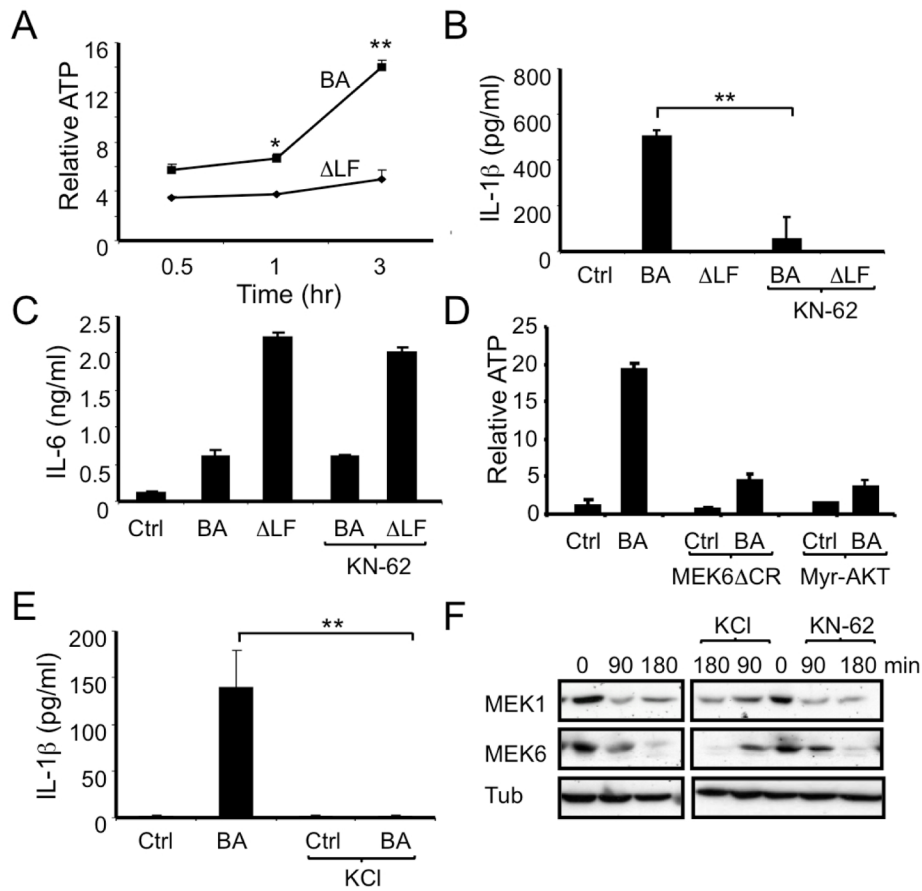 A
Relative ATP
16
12
8
4
0
**
*
BA
ΔLF
0.5 1 3
Time (hr)
B
IL-1β (pg/ml)
800
600
400
200
0
**
Ctrl BA ΔLF BA ΔLF
KN-62
C
IL-6 (ng/ml)
2.5
2.0
1.5
1.0
0.5
0
Ctrl BA ΔLF BA ΔLF
KN-62
D
Relative ATP
25
20
15
10
5
0
Ctrl BA Ctrl BA Ctrl BA
MEK6ΔCR Myr-AKT
E
IL-1β (pg/ml)
200
150
100
50
0
**
Ctrl BA Ctrl BA
KCl
F
KCl KN-62
0 90 180 180 90 0 90 180 min
MEK1
MEK6
Tub